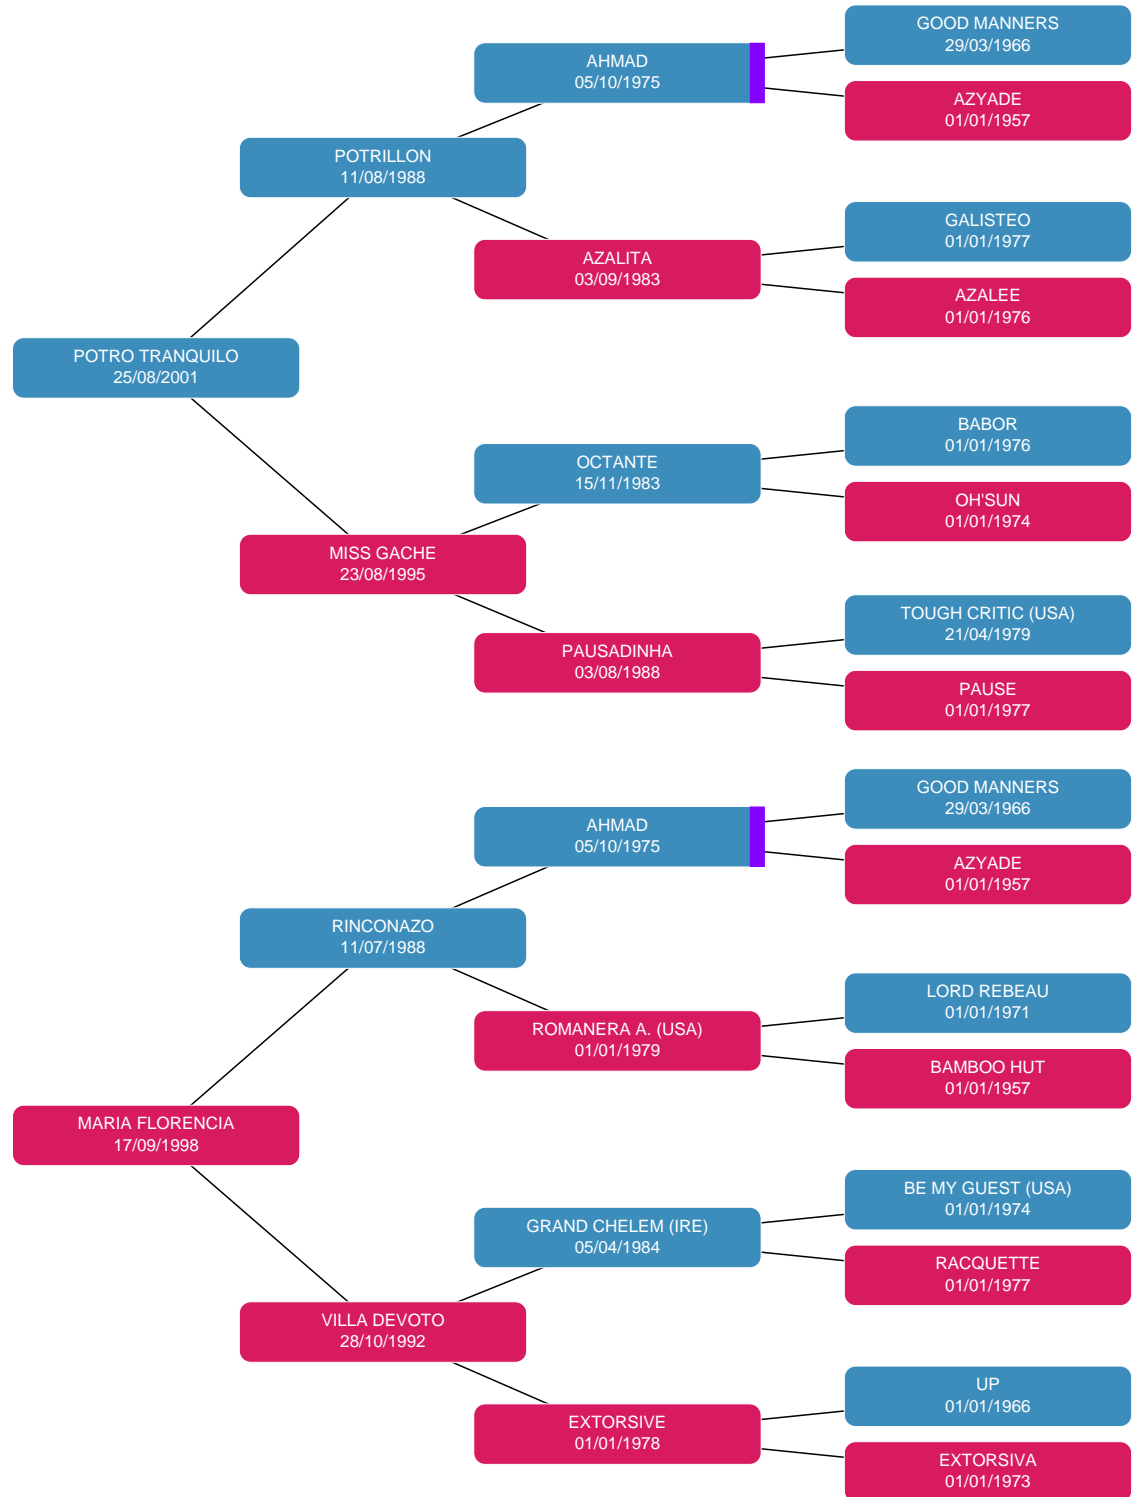 GOOD MANNERS
29/03/1966
AHMAD
05/10/1975
AZYADE
01/01/1957
POTRILLON
11/08/1988
GALISTEO
01/01/1977
AZALITA
03/09/1983
AZALEE
01/01/1976
POTRO TRANQUILO
25/08/2001
BABOR
01/01/1976
OCTANTE
15/11/1983
OH'SUN
01/01/1974
MISS GACHE
23/08/1995
TOUGH CRITIC (USA)
21/04/1979
PAUSADINHA
03/08/1988
PAUSE
01/01/1977
GOOD MANNERS
29/03/1966
AHMAD
05/10/1975
AZYADE
01/01/1957
RINCONAZO
11/07/1988
LORD REBEAU
01/01/1971
ROMANERA A. (USA)
01/01/1979
BAMBOO HUT
01/01/1957
MARIA FLORENCIA
17/09/1998
BE MY GUEST (USA)
01/01/1974
GRAND CHELEM (IRE)
05/04/1984
RACQUETTE
01/01/1977
VILLA DEVOTO
28/10/1992
UP
01/01/1966
EXTORSIVE
01/01/1978
EXTORSIVA
01/01/1973